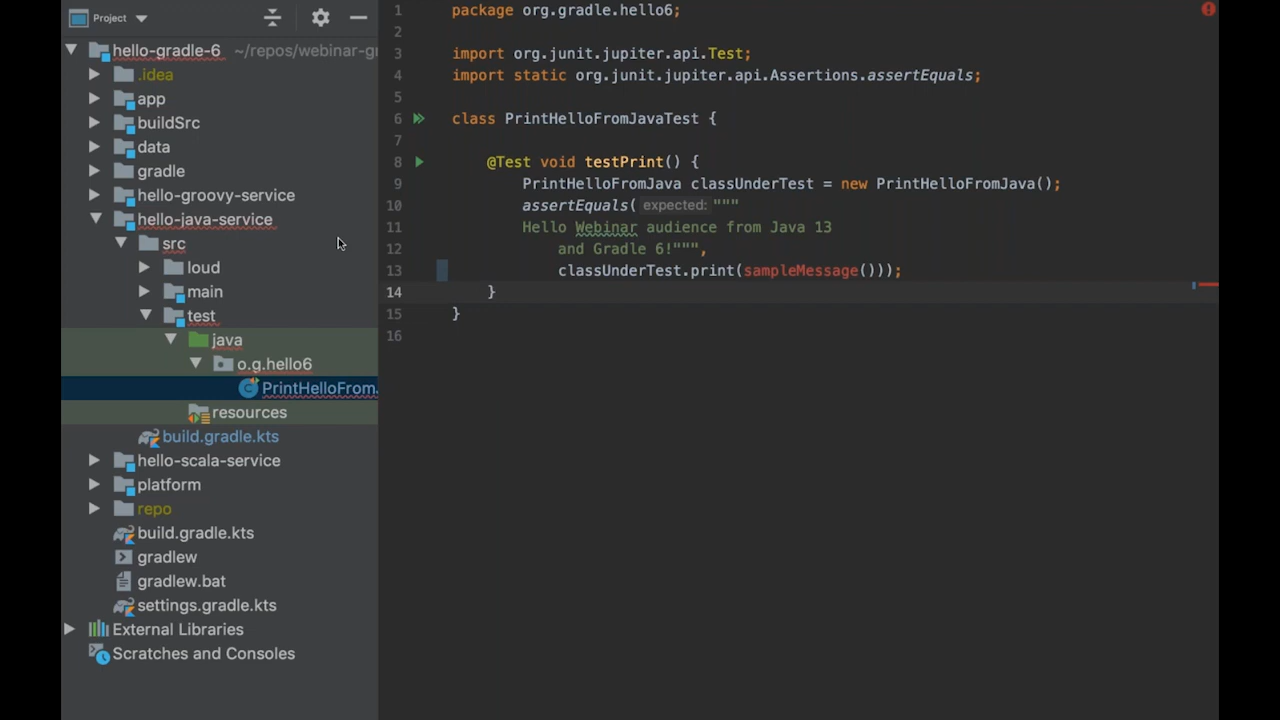 Project
hello-gradle-6 ~/repos/webinar-gr
.idea
app
buildSrc
data
gradle
hello-groovy-service
hello-java-service
src
loud
main
test
java
o.g.hello6
PrintHelloFromJ
resources
build.gradle.kts
hello-scala-service
platform
repo
build.gradle.kts
gradlew
gradlew.bat
settings.gradle.kts
External Libraries
Scratches and Consoles
1 package org.gradle.hello6;
2
3 import org.junit.jupiter.api.Test;
4 import static org.junit.jupiter.api.Assertions.assertEquals;
5
6 class PrintHelloFromJavaTest {
7
8 @Test void testPrint() {
9 PrintHelloFromJava classUnderTest = new PrintHelloFromJava();
10 assertEquals( expected: """
11 Hello Webinar audience from Java 13
12 and Gradle 6!""",
13 classUnderTest.print(sampleMessage()));
14 }
15 }
16